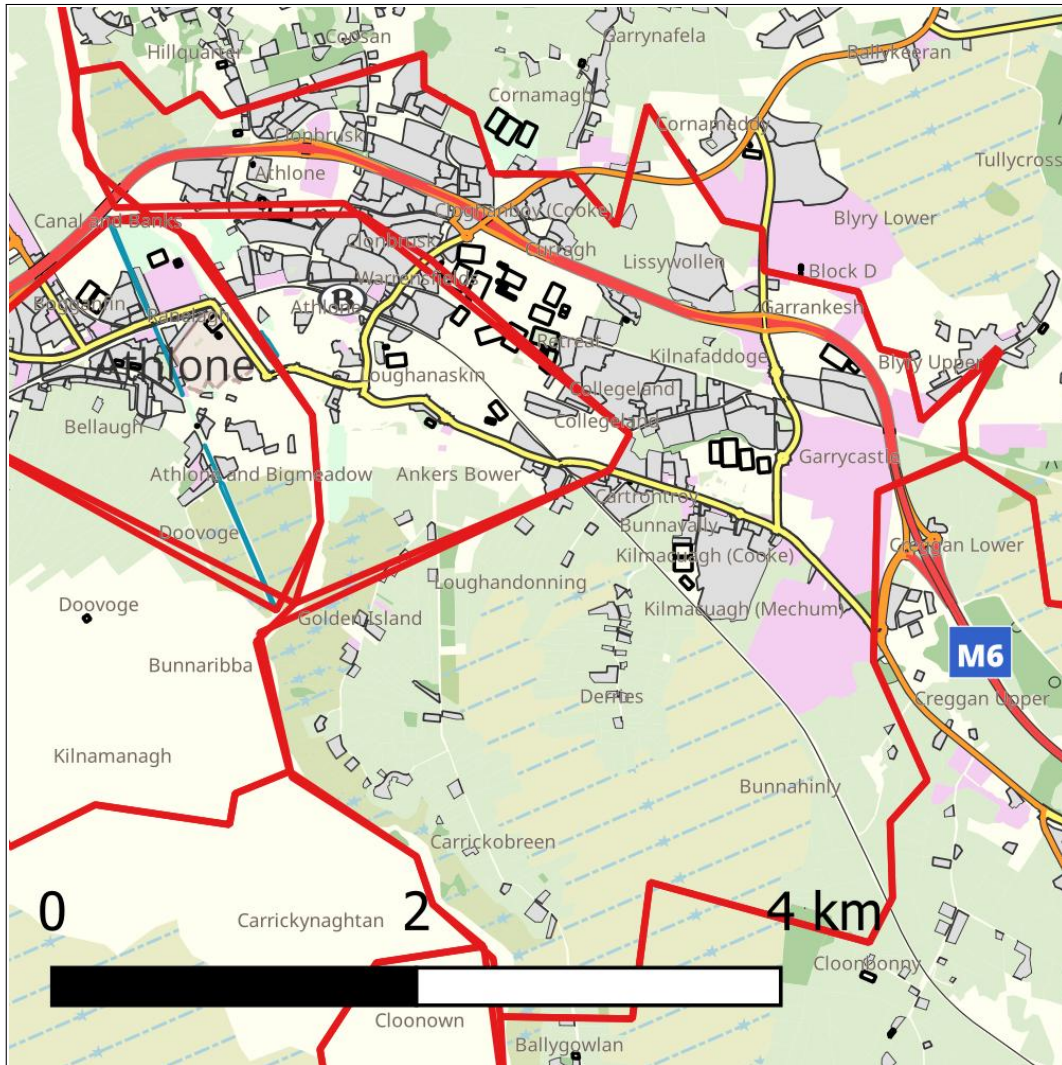 Coosan
Garrynafela
Hillquarter
Ballykeeran
Cornamagh
Cornamaddy
Clonbrusk
Tullycross
Athlone
Cloghanboy (Cooke)
Blyry Lower
Canal and Banks
Clonbrusk
Curragh
Lissywollen
Block D
Warrensfields
Bogganfin
Ranelagh
B
Athlone
Garrankesh
Retreat
Kilnafaddoge
Blyry Upper
Athlone
Loughanaskin
Collegeland
Bellaugh
Collegeland
Garrycastle
Athlone and Bigmeadow
Ankers Bower
Cartrontroy
Doovoge
Bunnavally
Creggan Lower
Kilmacuagh (Cooke)
Loughandonning
Doovoge
Golden Island
Kilmacuagh (Mechum)
M6
Bunnaribba
Derries
Creggan Upper
Kilnamanagh
Bunnahinly
Carrickobreen
0 2 4 km
Carrickynaghtan
Cloonbonny
Cloonown
Ballygowlan